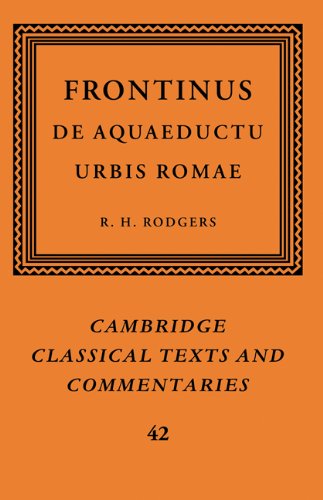 FRONTINUS
DE AQUAEDUCTU
URBIS ROMAE
R. H. RODGERS
CAMBRIDGE
CLASSICAL TEXTS AND
COMMENTARIES
42